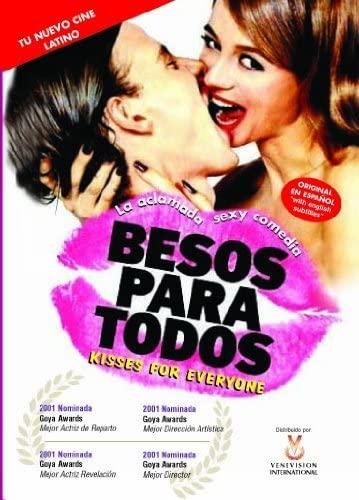 TU NUEVO CINE
LATINO
ORIGINAL
EN ESPAÑOL
"with english
subtitles"
La aclamada sexy comedia
BESOS
PARA
TODOS
KISSES FOR EVERYONE
2001 Nominada
Goya Awards
Mejor Actriz de Reparto
2001 Nominada
Goya Awards
Mejor Dirección Artística
2001 Nominada
Goya Awards
Mejor Actriz Revelación
2001 Nominada
Goya Awards
Mejor Director
Distribuido por:
VENEVISION
INTERNATIONAL